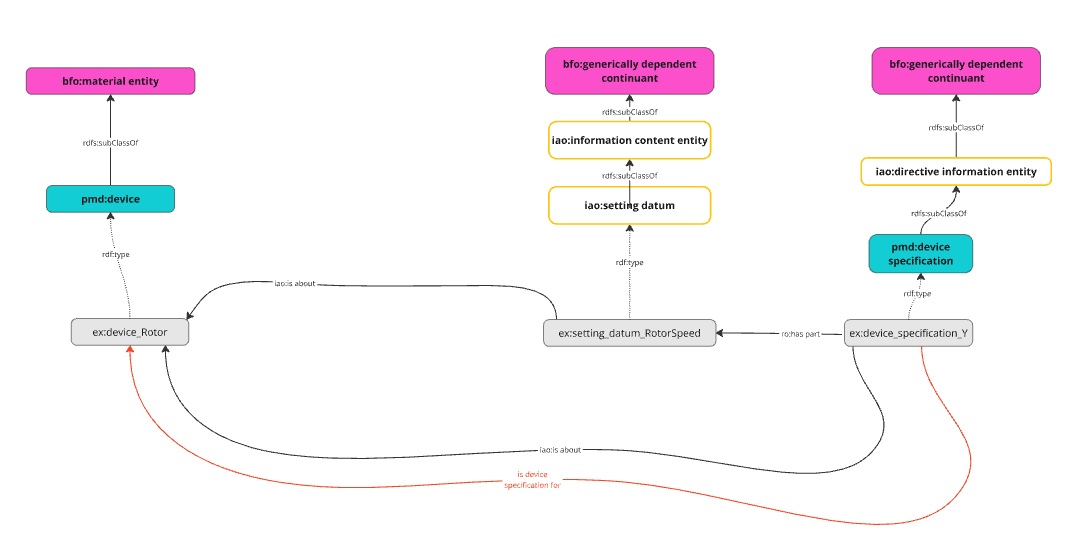 bfo:material entity
bfo:generically dependent
continuant
bfo:generically dependent
continuant
rdfs:subClassOf
rdfs:subClassOf
rdfs:subClassOf
iao:information content entity
rdfs:subClassOf
iao:directive information entity
pmd:device
iao:setting datum
rdfs:subClassOf
pmd:device
specification
rdf:type
rdf:type
rdf:type
iao:is about
ex:device_Rotor
ex:setting_datum_RotorSpeed
ro:has part
ex:device_specification_Y
iao:is about
is device
specification for